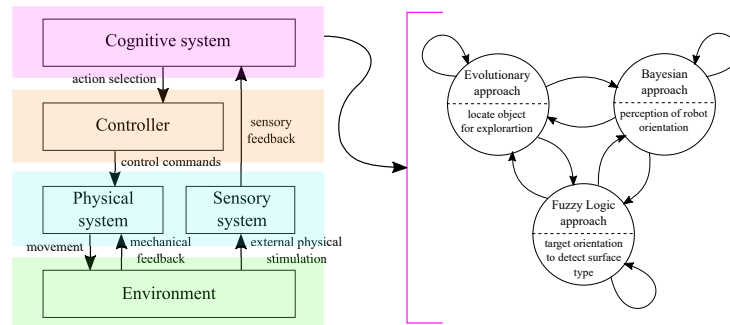 Cognitive system
action selection
Controller
sensory
feedback
control commands
Physical
system
Sensory
system
movement
mechanical
feedback
external physical
stimulation
Environment
Evolutionary
approach
locate object
for explorartion
Bayesian
approach
perception of robot
orientation
Fuzzy Logic
approach
target orientation
to detect surface
type